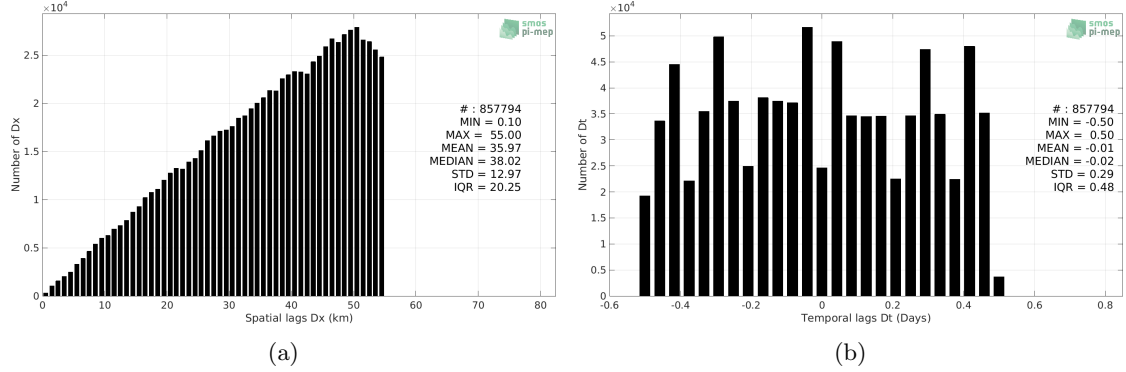 ×10⁴
2.5
2
1.5
1
0.5
0
Number of Dx
0 10 20 30 40 50 60 70 80
Spatial lags Dx (km)
smos
pi-mep
# : 857794
MIN = 0.10
MAX = 55.00
MEAN = 35.97
MEDIAN = 38.02
STD = 12.97
IQR = 20.25
(a)
×10⁴
5
4.5
4
3.5
3
2.5
2
1.5
1
0.5
0
Number of Dt
-0.6 -0.4 -0.2 0 0.2 0.4 0.6 0.8
Temporal lags Dt (Days)
smos
pi-mep
# : 857794
MIN = -0.50
MAX = 0.50
MEAN = -0.01
MEDIAN = -0.02
STD = 0.29
IQR = 0.48
(b)